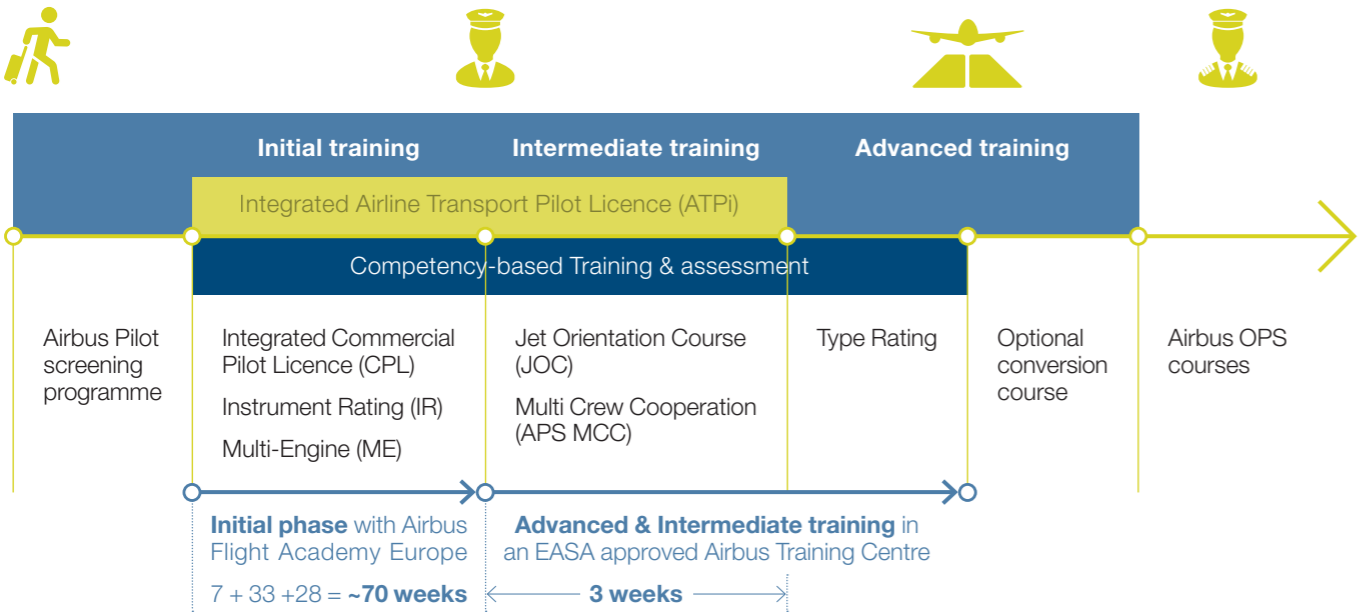 Initial training
Intermediate training
Advanced training
Integrated Airline Transport Pilot Licence (ATPi)
Competency-based Training & assessment
Airbus Pilot
screening
programme
Integrated Commercial
Pilot Licence (CPL)
Instrument Rating (IR)
Multi-Engine (ME)
Jet Orientation Course
(JOC)
Multi Crew Cooperation
(APS MCC)
Type Rating
Optional
conversion
course
Airbus OPS
courses
Initial phase with Airbus
Flight Academy Europe
7 + 33 +28 = ~70 weeks
Advanced & Intermediate training in
an EASA approved Airbus Training Centre
3 weeks